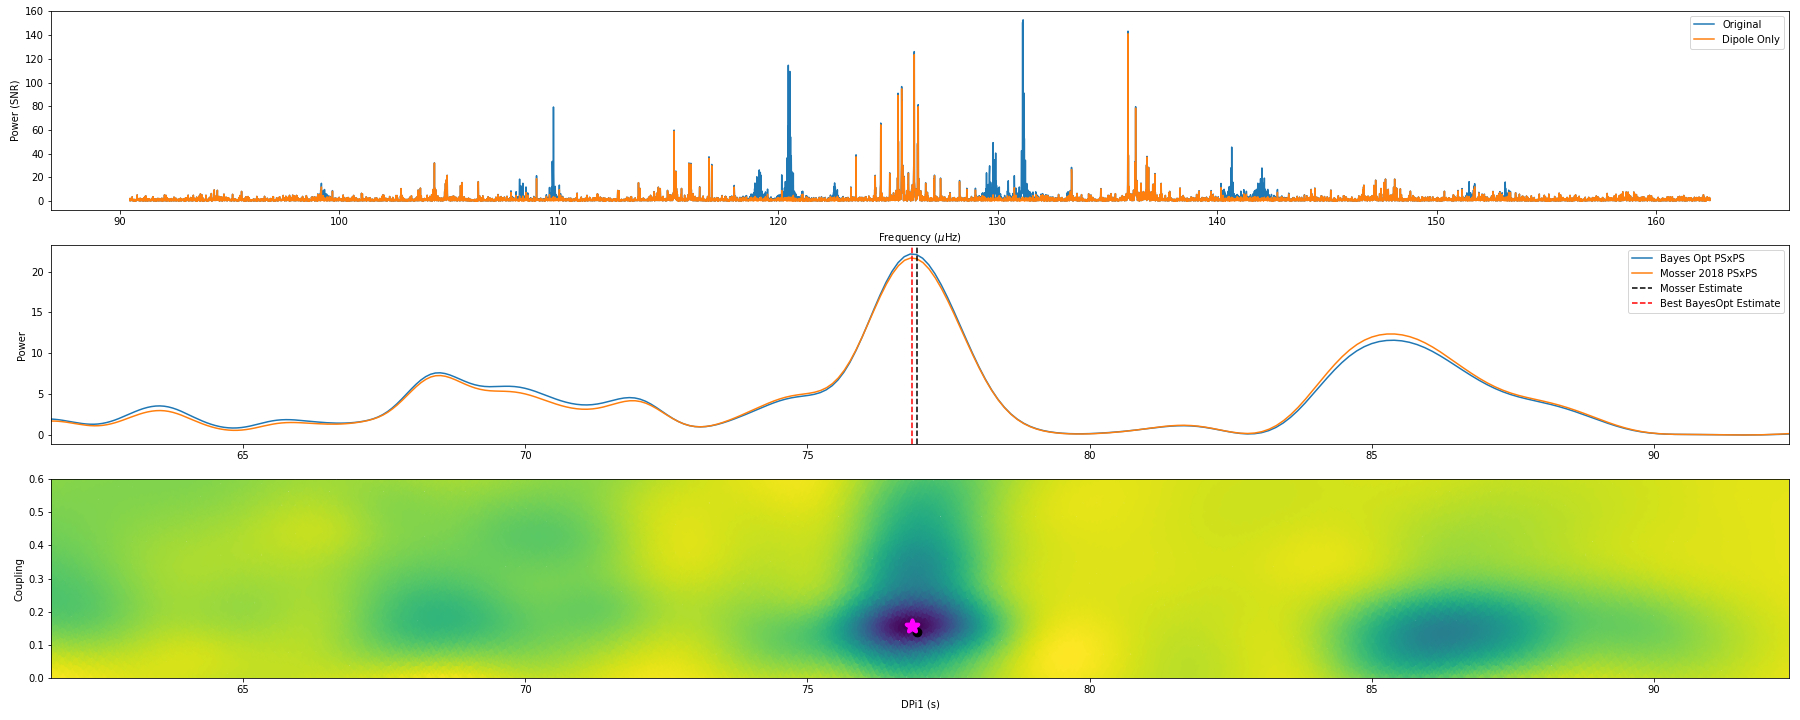 160
140
120
100
80
60
40
20
0
Power (SNR)
Original
Dipole Only
90 100 110 120 130 140 150 160
Frequency (μHz)
20
15
10
5
0
Power
Bayes Opt PSxPS
Mosser 2018 PSxPS
Mosser Estimate
Best BayesOpt Estimate
65 70 75 80 85 90
0.6
0.5
0.4
0.3
0.2
0.1
0.0
Coupling
65 70 75 80 85 90
DPi1 (s)